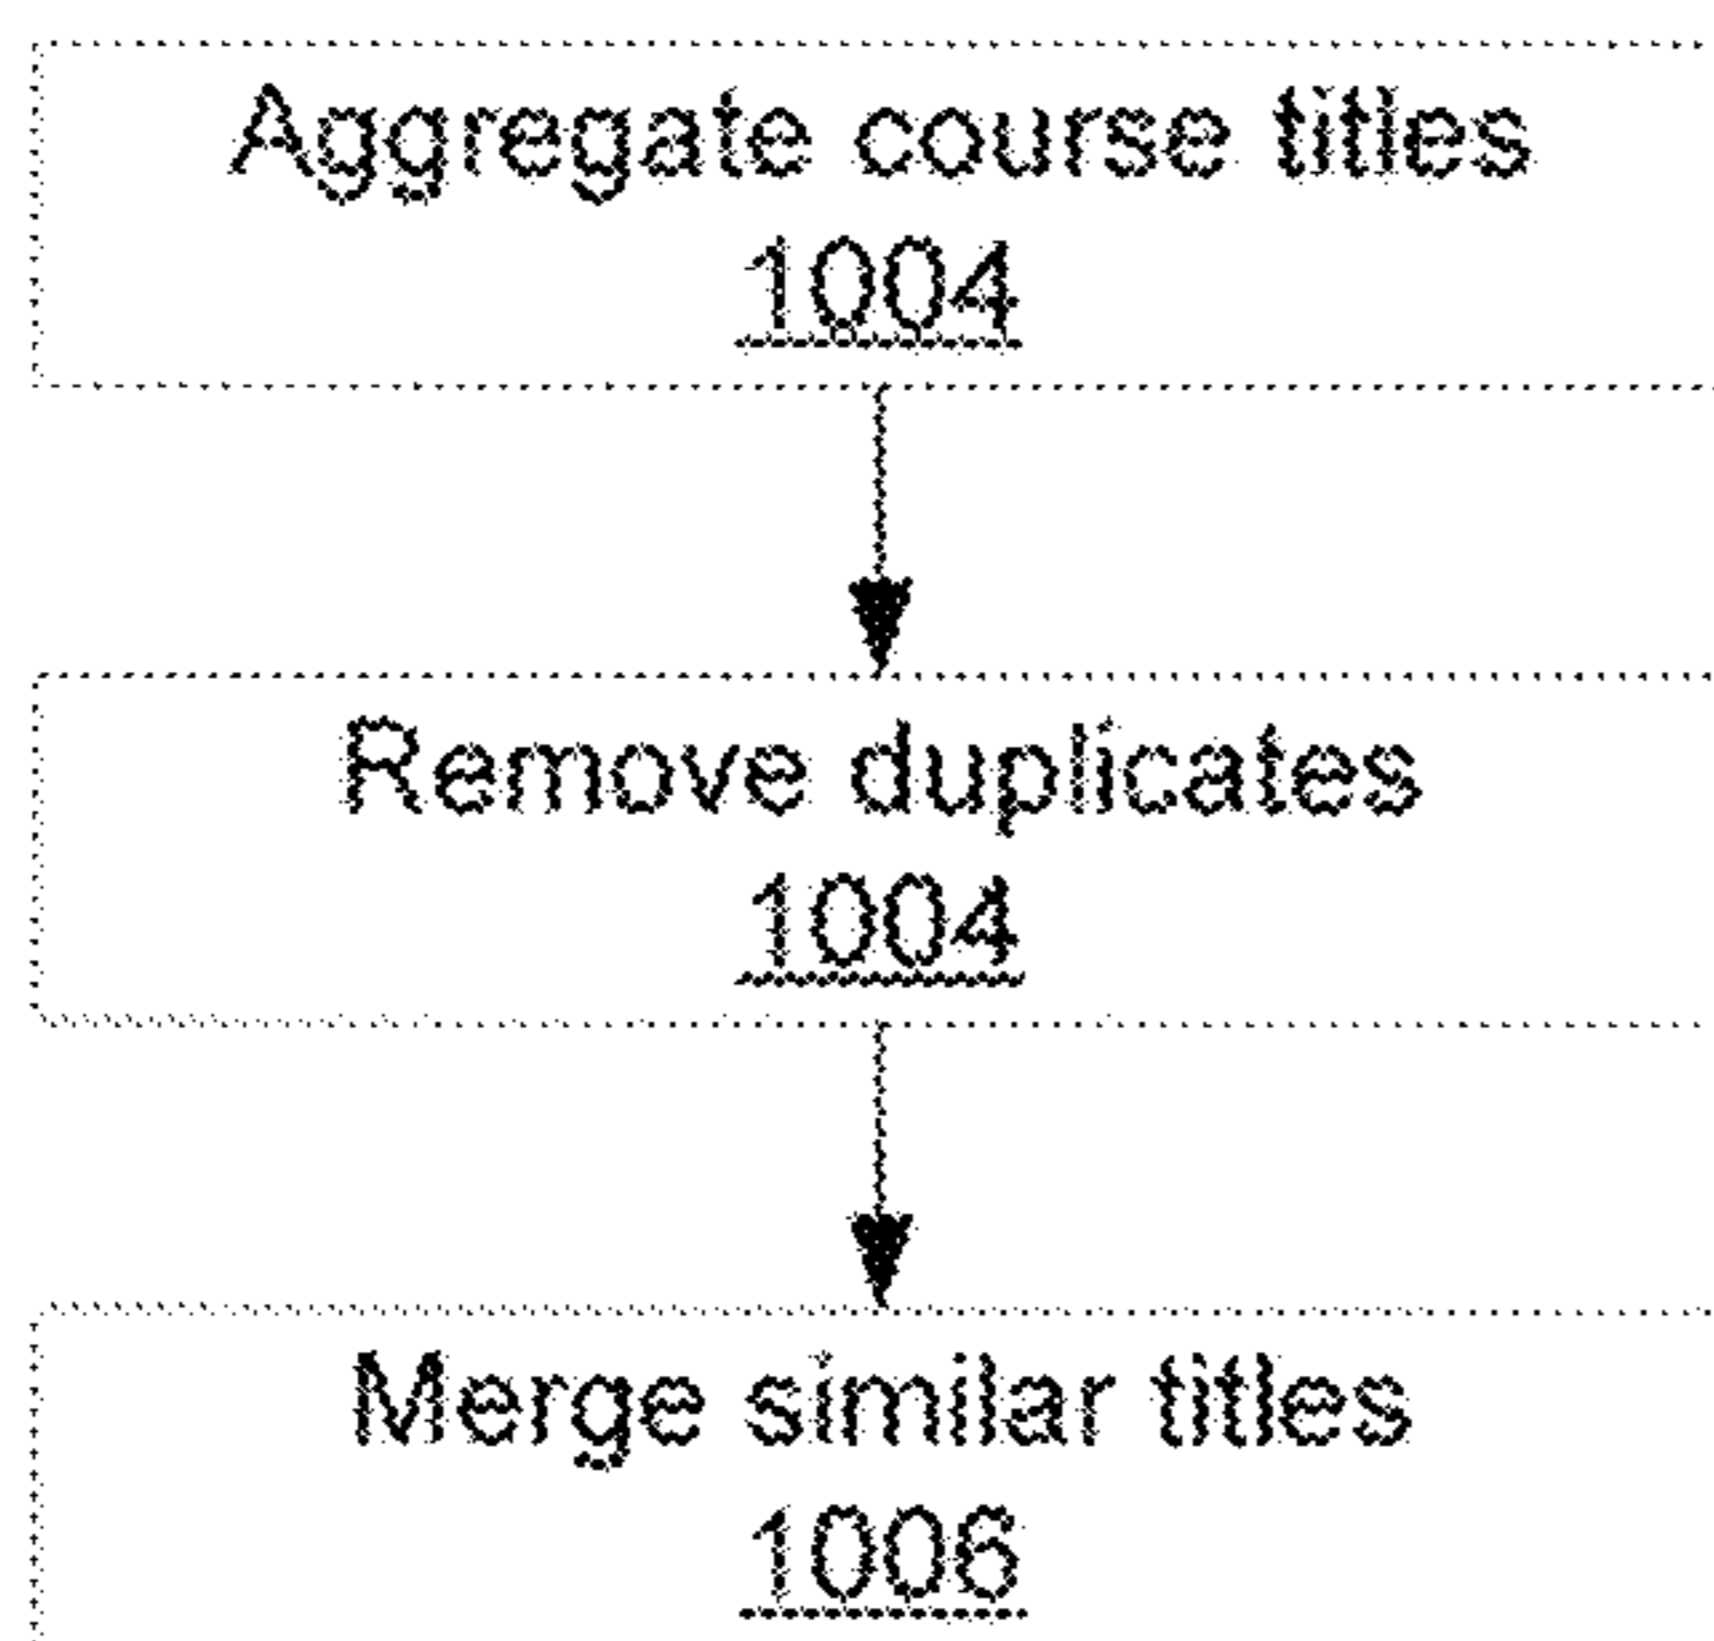 Aggregate course titles
1004
Remove duplicates
1004
Merge similar titles
1006